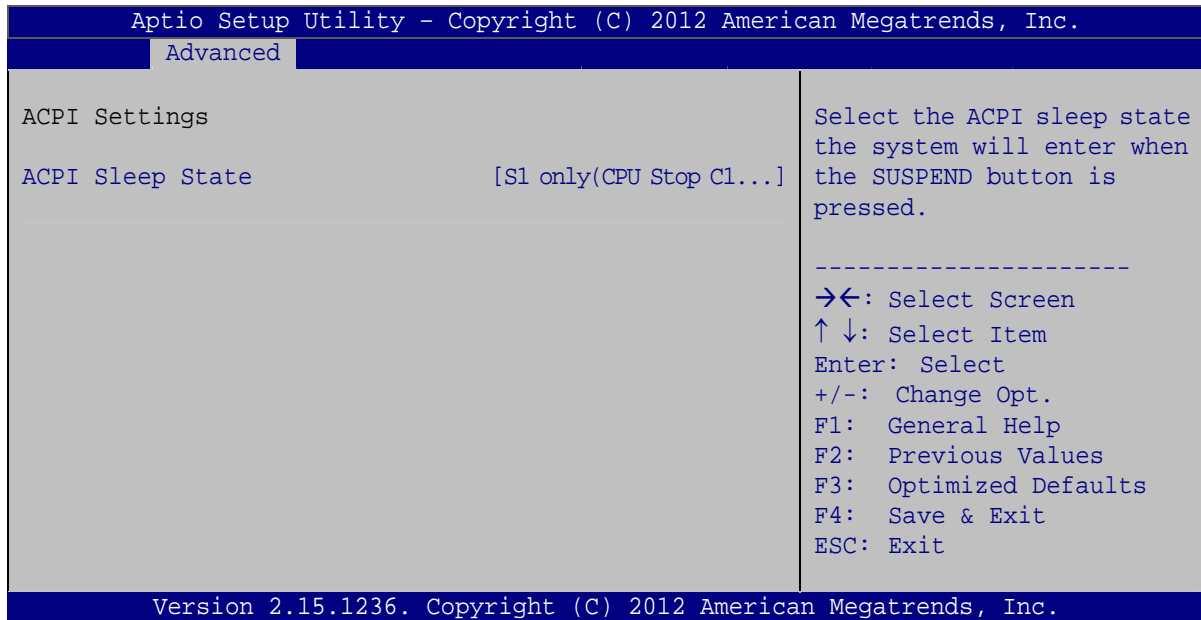 Aptio Setup Utility – Copyright (C) 2012 American Megatrends, Inc.
Advanced
ACPI Settings
ACPI Sleep State [S1 only(CPU Stop C1...]
Select the ACPI sleep state
the system will enter when
the SUSPEND button is
pressed.
----------------------
→←: Select Screen
↑ ↓: Select Item
Enter: Select
+/-: Change Opt.
F1: General Help
F2: Previous Values
F3: Optimized Defaults
F4: Save & Exit
ESC: Exit
Version 2.15.1236. Copyright (C) 2012 American Megatrends, Inc.